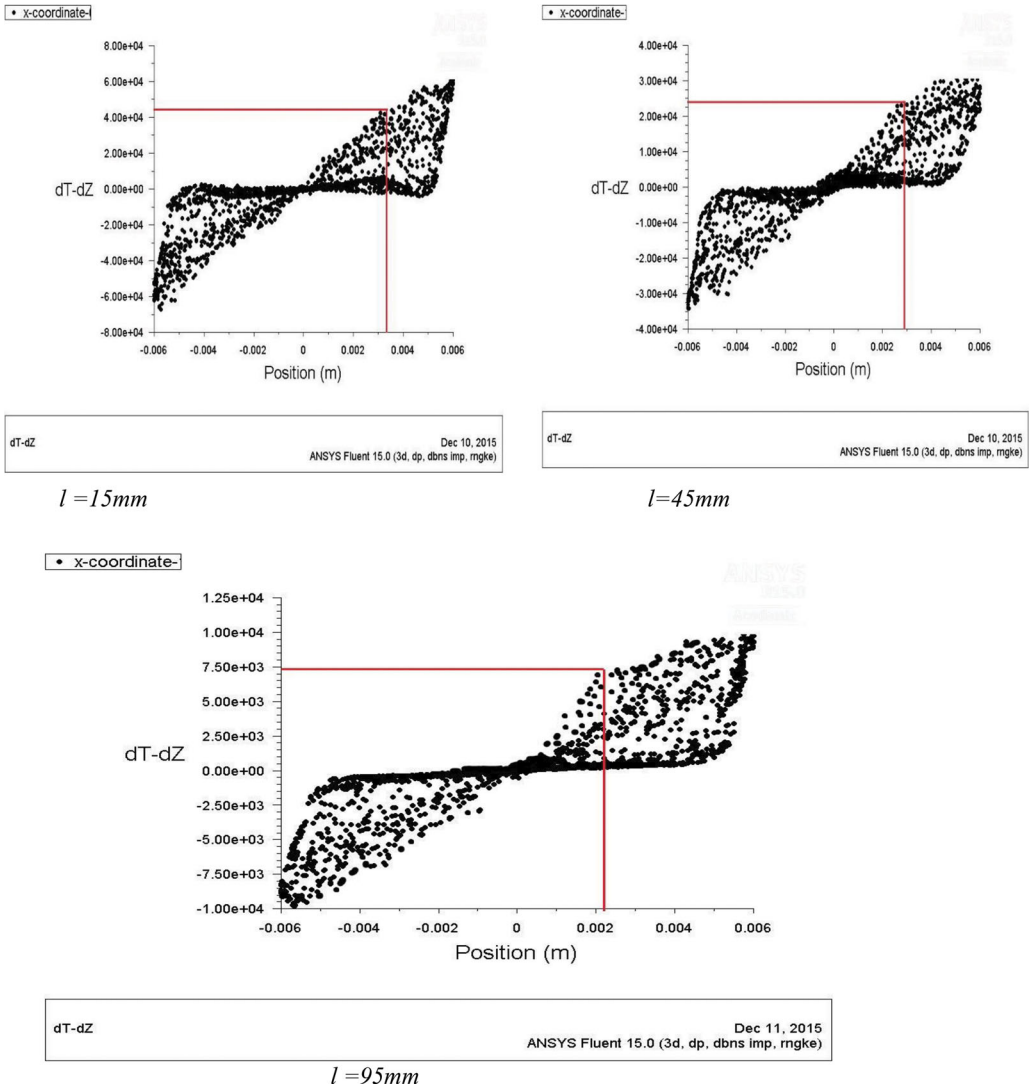 x-coordinate-
8.00e+04
6.00e+04
4.00e+04
2.00e+04
0.00e+00
-2.00e+04
-4.00e+04
-6.00e+04
-8.00e+04
dT-dZ
-0.006 -0.004 -0.002 0 0.002 0.004 0.006
Position (m)
dT-dZ
Dec 10, 2015
ANSYS Fluent 15.0 (3d, dp, dbns imp, rngke)
l =15mm
x-coordinate-
4.00e+04
3.00e+04
2.00e+04
1.00e+04
0.00e+00
-1.00e+04
-2.00e+04
-3.00e+04
-4.00e+04
dT-dZ
-0.006 -0.004 -0.002 0 0.002 0.004 0.006
Position (m)
dT-dZ
Dec 10, 2015
ANSYS Fluent 15.0 (3d, dp, dbns imp, rngke)
l=45mm
x-coordinate-
ANSYS
1.25e+04
1.00e+04
7.50e+03
5.00e+03
2.50e+03
0.00e+00
-2.50e+03
-5.00e+03
-7.50e+03
-1.00e+04
dT-dZ
-0.006 -0.004 -0.002 0 0.002 0.004 0.006
Position (m)
dT-dZ
Dec 11, 2015
ANSYS Fluent 15.0 (3d, dp, dbns imp, rngke)
l =95mm